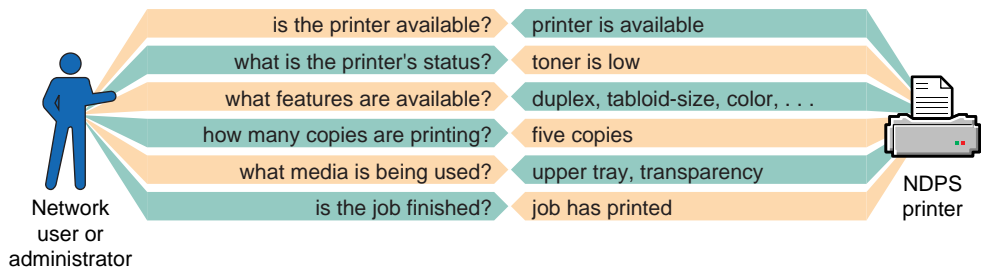 is the printer available? printer is available
what is the printer's status? toner is low
what features are available? duplex, tabloid-size, color, . . .
how many copies are printing? five copies
what media is being used? upper tray, transparency
is the job finished? job has printed
Network
user or
administrator
NDPS
printer